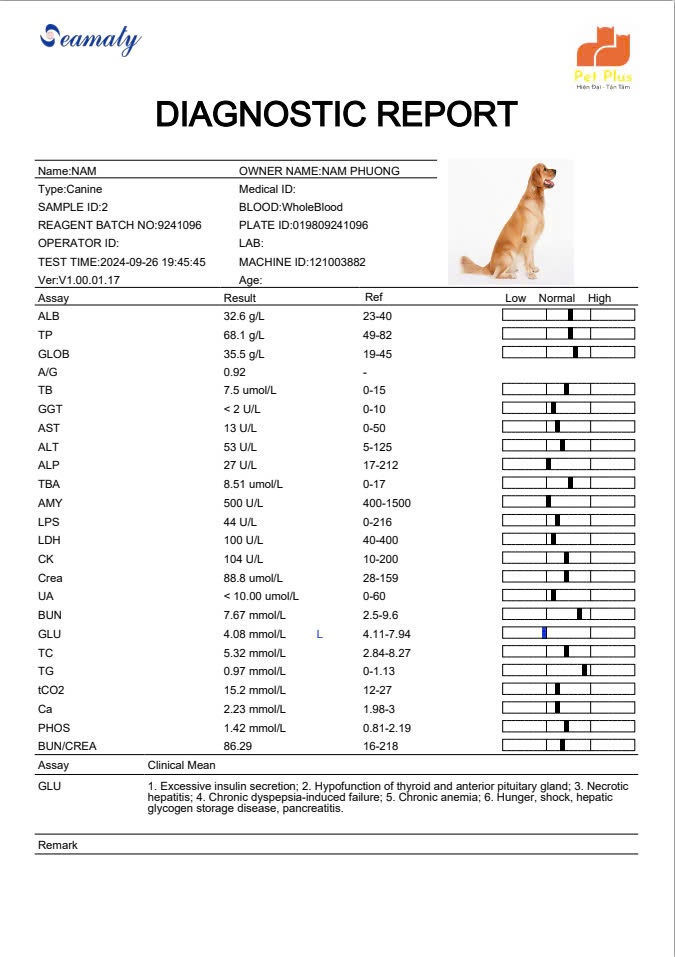 Seamaty
Pet Plus
Hiện Đại - Tận Tâm
DIAGNOSTIC REPORT
Name:NAM OWNER NAME:NAM PHUONG
Type:Canine Medical ID:
SAMPLE ID:2 BLOOD:WholeBlood
REAGENT BATCH NO:9241096 PLATE ID:019809241096
OPERATOR ID: LAB:
TEST TIME:2024-09-26 19:45:45 MACHINE ID:121003882
Ver:V1.00.01.17 Age:
Assay Result Ref Low Normal High
ALB 32.6 g/L 23-40
TP 68.1 g/L 49-82
GLOB 35.5 g/L 19-45
A/G 0.92 -
TB 7.5 umol/L 0-15
GGT < 2 U/L 0-10
AST 13 U/L 0-50
ALT 53 U/L 5-125
ALP 27 U/L 17-212
TBA 8.51 umol/L 0-17
AMY 500 U/L 400-1500
LPS 44 U/L 0-216
LDH 100 U/L 40-400
CK 104 U/L 10-200
Crea 88.8 umol/L 28-159
UA < 10.00 umol/L 0-60
BUN 7.67 mmol/L 2.5-9.6
GLU 4.08 mmol/L L 4.11-7.94
TC 5.32 mmol/L 2.84-8.27
TG 0.97 mmol/L 0-1.13
tCO2 15.2 mmol/L 12-27
Ca 2.23 mmol/L 1.98-3
PHOS 1.42 mmol/L 0.81-2.19
BUN/CREA 86.29 16-218
Assay Clinical Mean
GLU 1. Excessive insulin secretion; 2. Hypofunction of thyroid and anterior pituitary gland; 3. Necrotic
hepatitis; 4. Chronic dyspepsia-induced failure; 5. Chronic anemia; 6. Hunger, shock, hepatic
glycogen storage disease, pancreatitis.
Remark